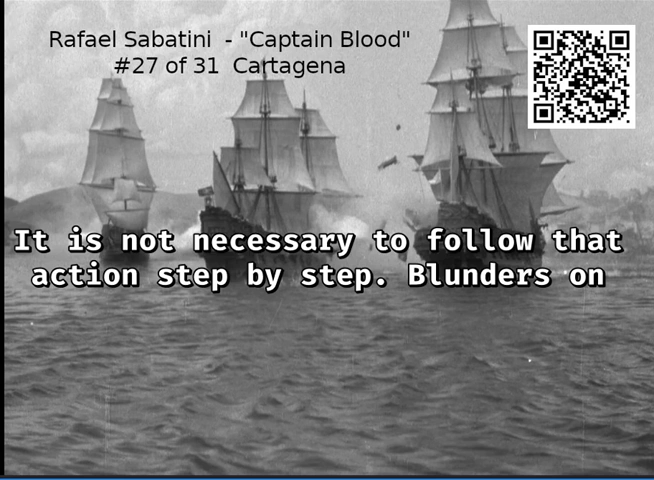 Rafael Sabatini - "Captain Blood"
#27 of 31 Cartagena
It is not necessary to follow that
action step by step. Blunders on